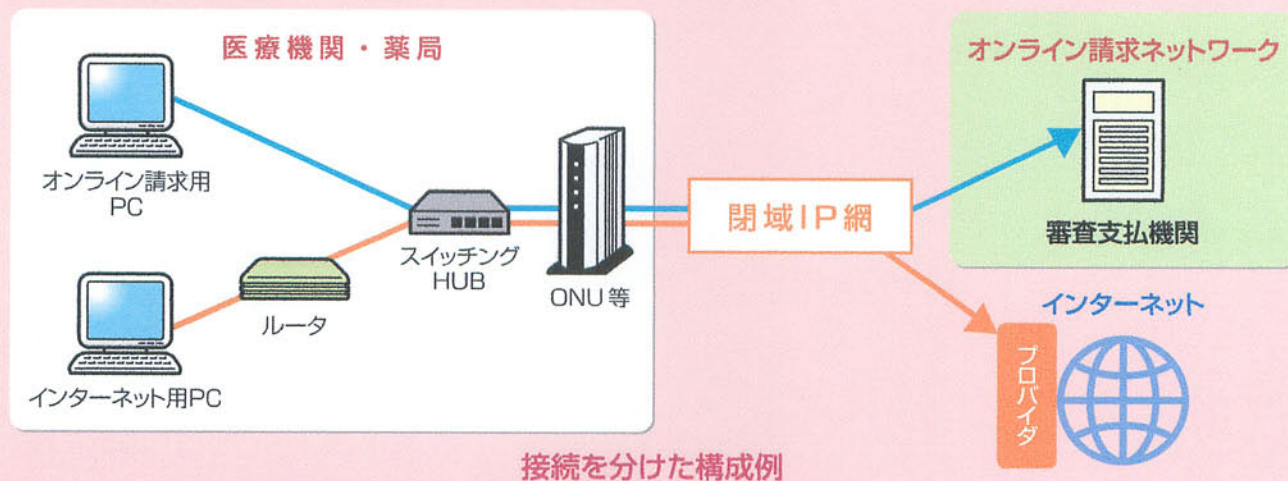 医療機関・薬局
オンライン請求用
PC
インターネット用PC
ルータ
スイッチング
HUB
ONU等
閉域IP網
オンライン請求ネットワーク
審査支払機関
インターネット
プロバイダ
接続を分けた構成例